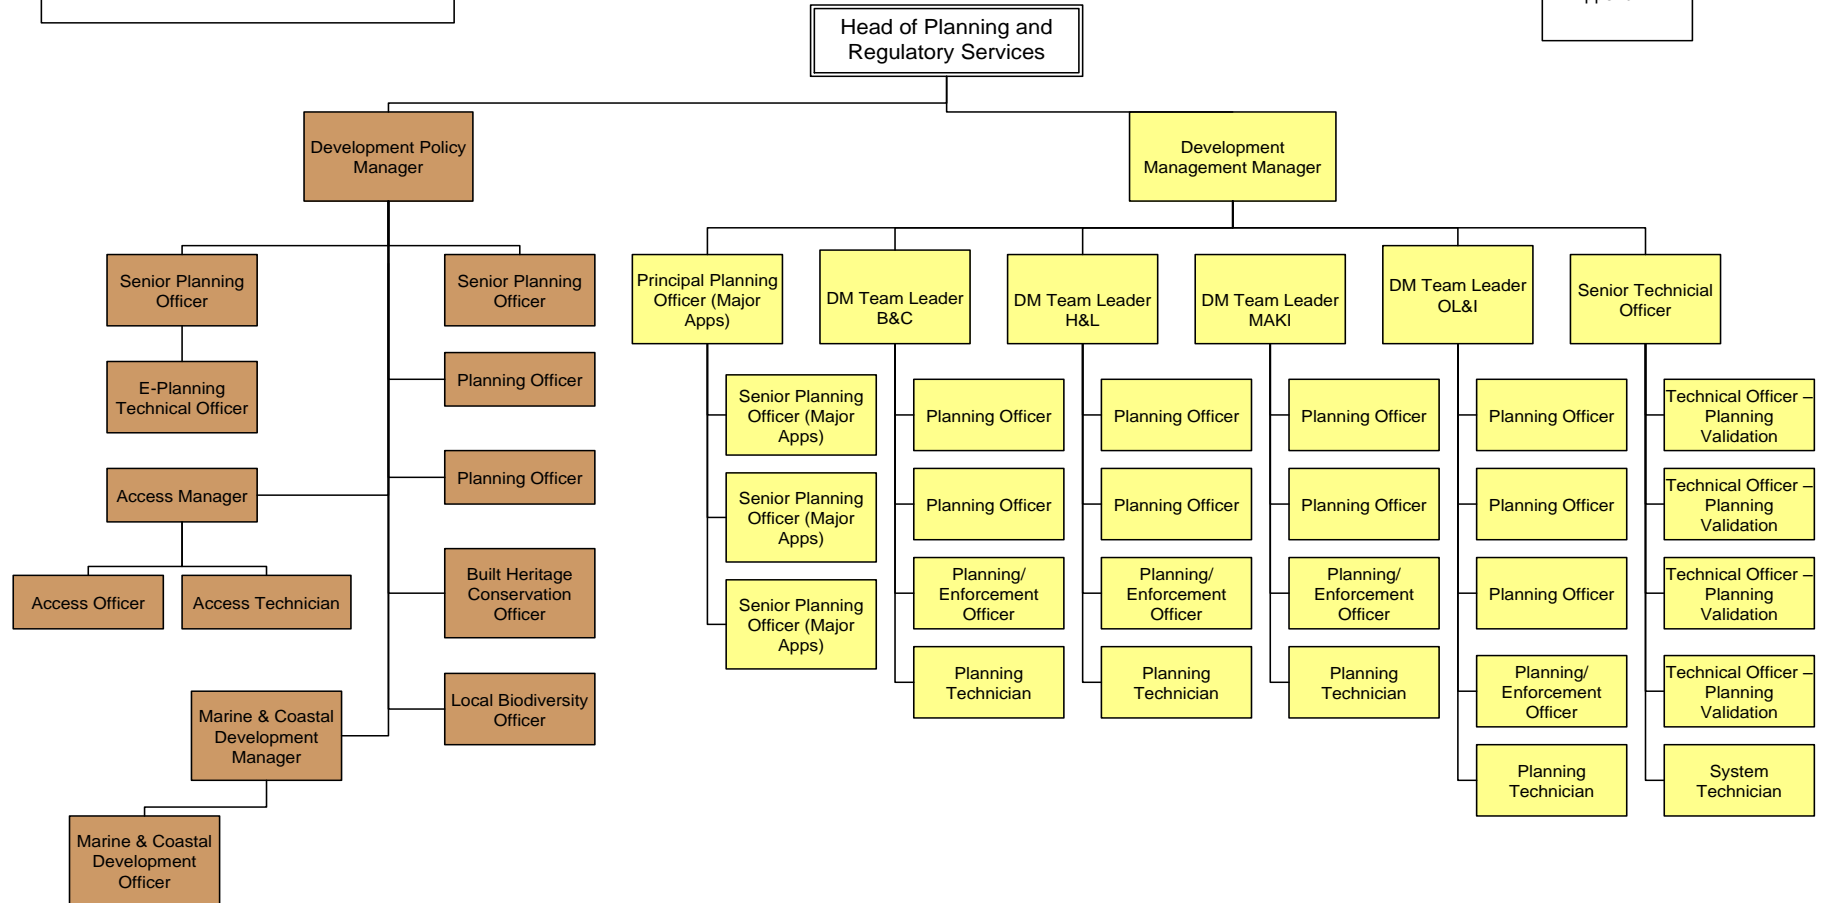 Head of Planning and
Regulatory Services
Development Policy
Manager
Development
Management Manager
Senior Planning
Officer
Senior Planning
Officer
E-Planning
Technical Officer
Planning Officer
Access Manager
Planning Officer
Access Officer
Access Technician
Built Heritage
Conservation
Officer
Local Biodiversity
Officer
Marine & Coastal
Development
Manager
Marine & Coastal
Development
Officer
Principal Planning
Officer (Major
Apps)
Senior Planning
Officer (Major
Apps)
Senior Planning
Officer (Major
Apps)
Senior Planning
Officer (Major
Apps)
DM Team Leader
B&C
Planning Officer
Planning Officer
Planning/
Enforcement
Officer
Planning
Technician
DM Team Leader
H&L
Planning Officer
Planning Officer
Planning/
Enforcement
Officer
Planning
Technician
DM Team Leader
MAKI
Planning Officer
Planning Officer
Planning/
Enforcement
Officer
Planning
Technician
DM Team Leader
OL&I
Planning Officer
Planning Officer
Planning Officer
Planning/
Enforcement
Officer
Planning
Technician
Senior Technicial
Officer
Technical Officer –
Planning
Validation
Technical Officer –
Planning
Validation
Technical Officer –
Planning
Validation
Technical Officer –
Planning
Validation
System
Technician